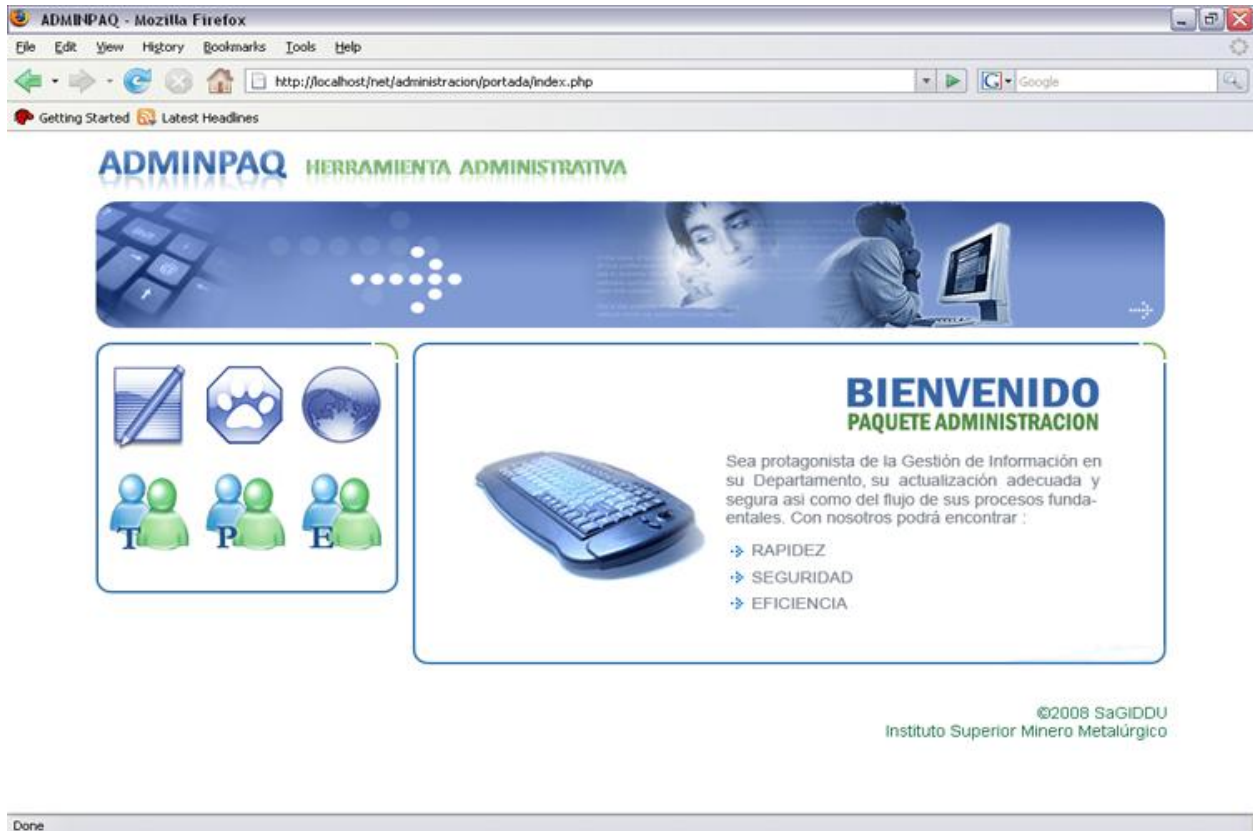 ADMINPAQ - Mozilla Firefox
File Edit View History Bookmarks Tools Help
http://localhost/net/administracion/portada/index.php
G Google
Getting Started Latest Headlines
ADMINPAQ HERRAMIENTA ADMINISTRATIVA
T P E
BIENVENIDO
PAQUETE ADMINISTRACION
Sea protagonista de la Gestión de Información en
su Departamento, su actualización adecuada y
segura asi como del flujo de sus procesos funda-
entales. Con nosotros podrá encontrar :
RAPIDEZ
SEGURIDAD
EFICIENCIA
©2008 SaGIDDU
Instituto Superior Minero Metalúrgico
Done